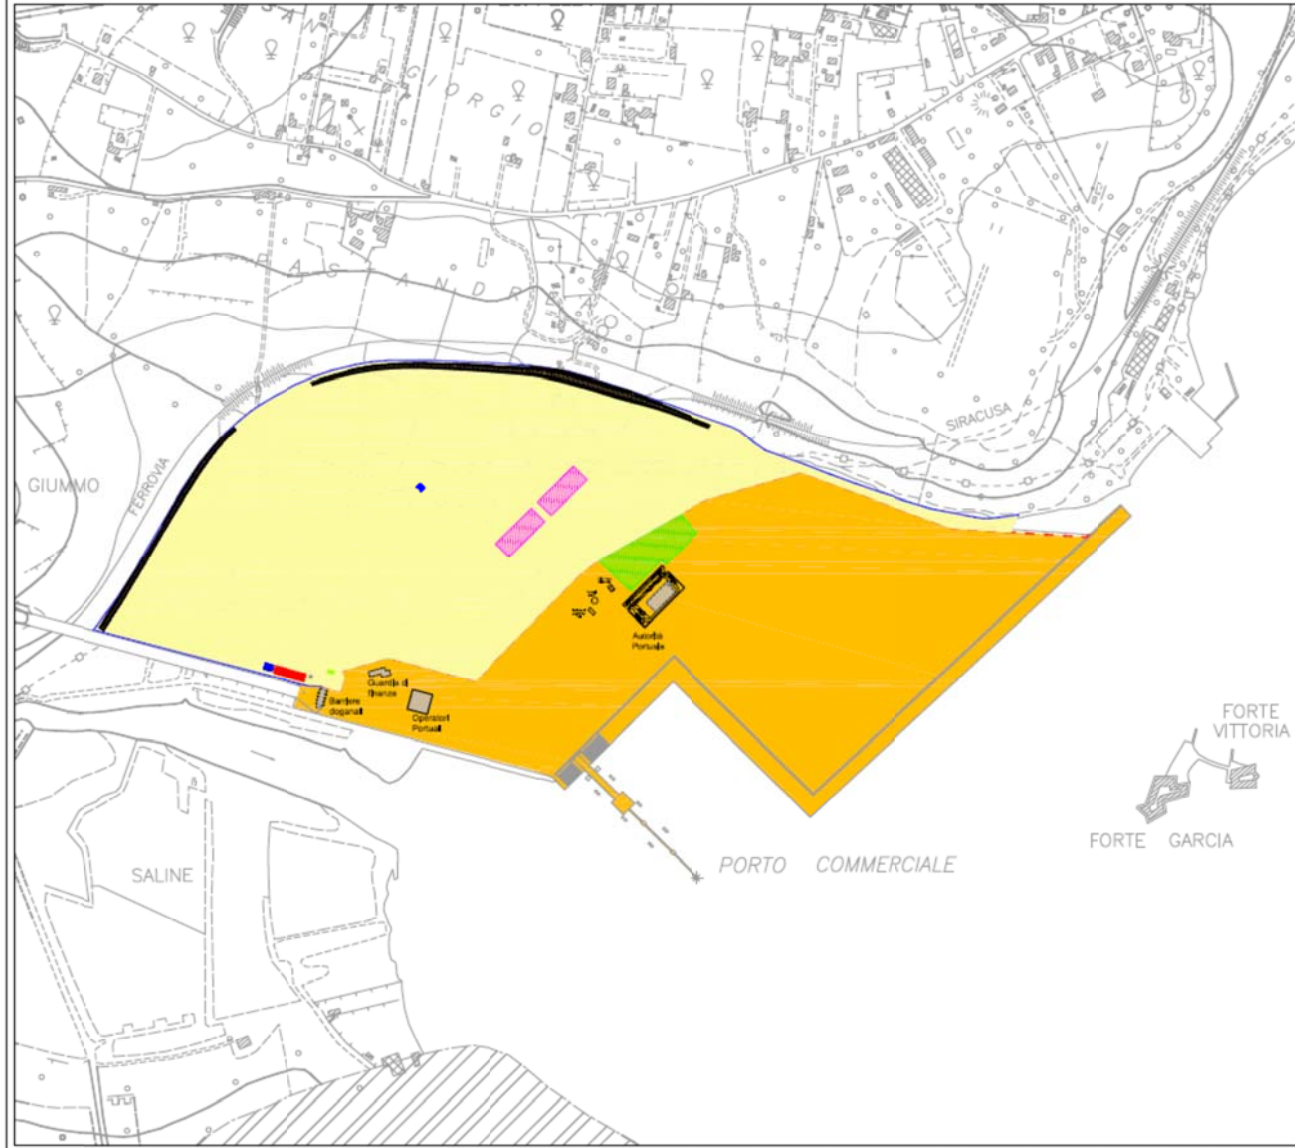 GIORGIO
GIUMMO
FERROVIA
SIRACUSA
Autorità
Portuale
Guardia di
finanza
Barriere
doganali
Operatori
Portuali
FORTE
VITTORIA
FORTE GARCIA
SALINE
PORTO COMMERCIALE